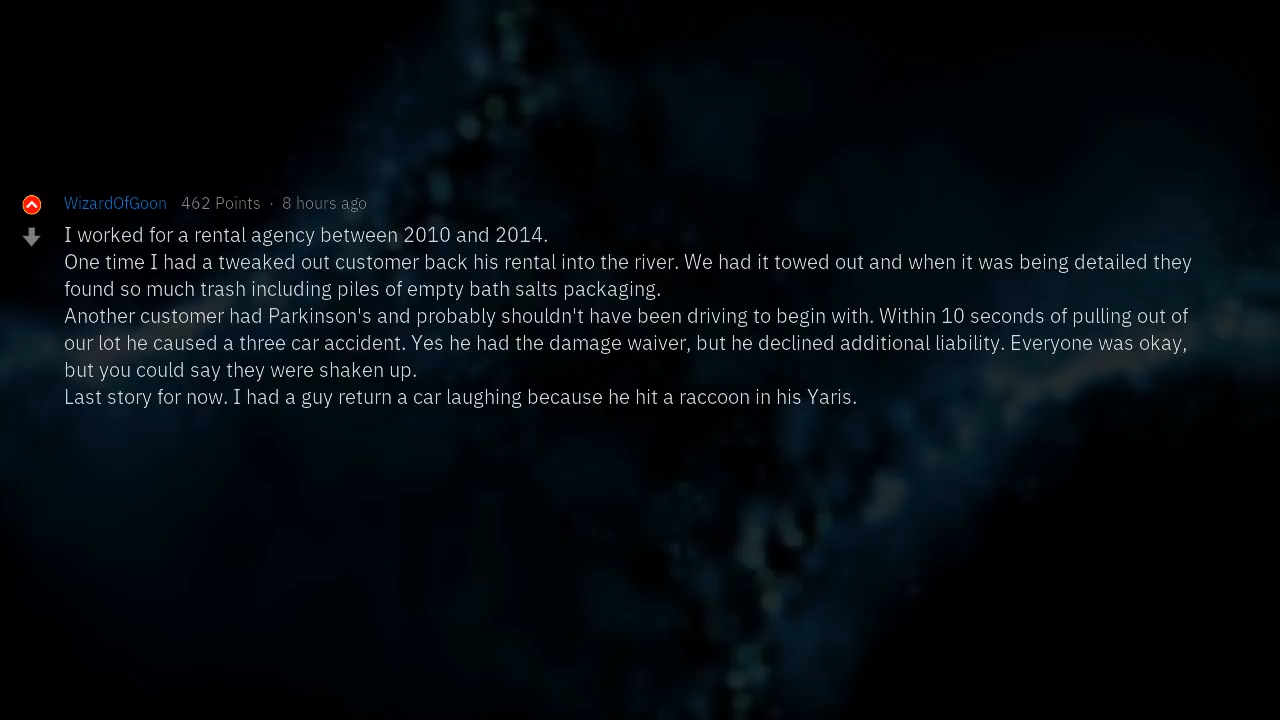 WizardOfGoon 462 Points · 8 hours ago
I worked for a rental agency between 2010 and 2014.
One time I had a tweaked out customer back his rental into the river. We had it towed out and when it was being detailed they
found so much trash including piles of empty bath salts packaging.
Another customer had Parkinson's and probably shouldn't have been driving to begin with. Within 10 seconds of pulling out of
our lot he caused a three car accident. Yes he had the damage waiver, but he declined additional liability. Everyone was okay,
but you could say they were shaken up.
Last story for now. I had a guy return a car laughing because he hit a raccoon in his Yaris.